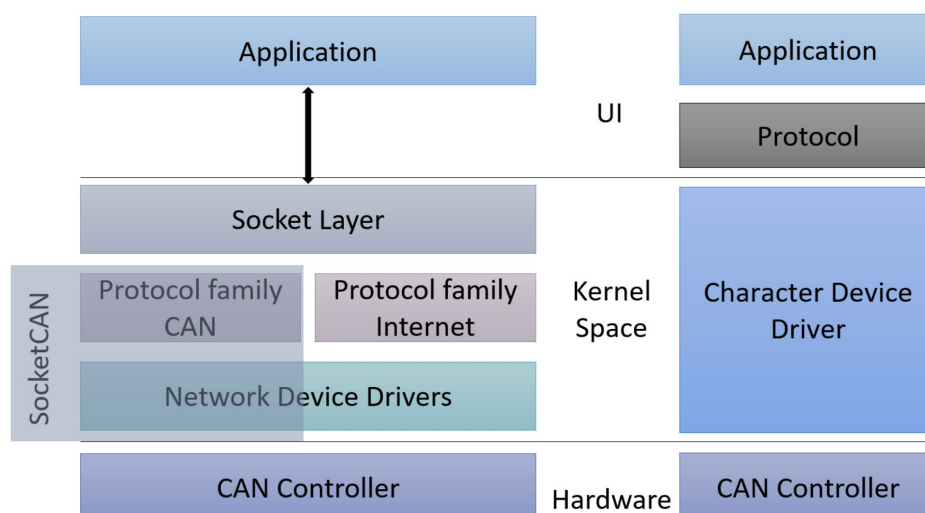 Application
Application
UI
Protocol
Socket Layer
SocketCAN
Protocol family
CAN
Protocol family
Internet
Kernel
Space
Character Device
Driver
Network Device Drivers
CAN Controller
Hardware
CAN Controller